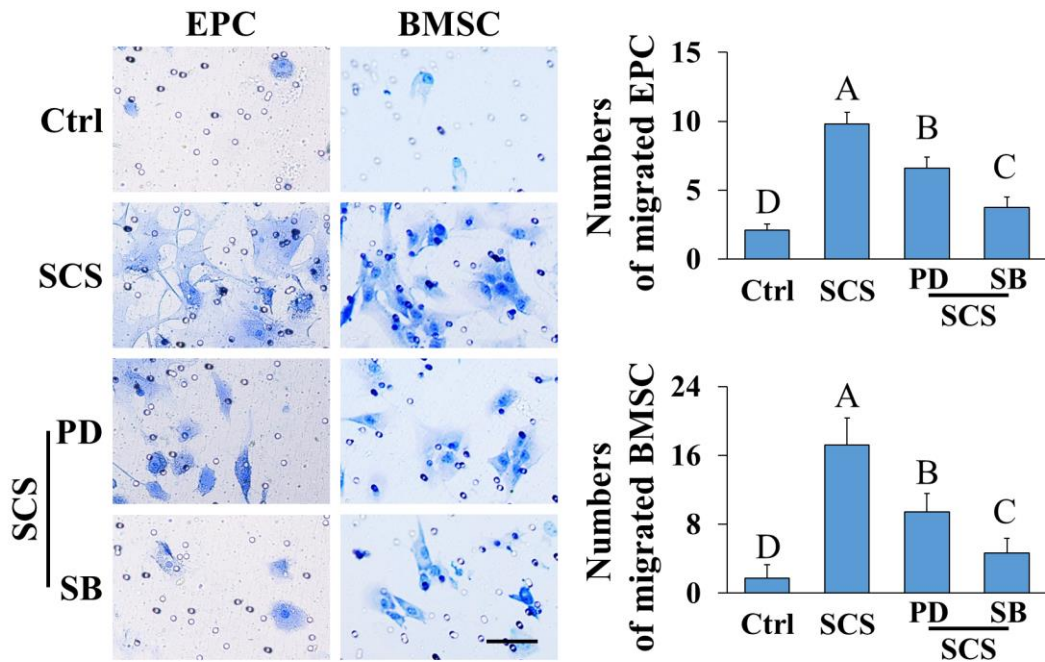 EPC BMSC
Ctrl
SCS
PD
SB
SCS
Numbers
of migrated EPC
15
10
5
0
D A B C
Ctrl SCS PD SB
SCS
Numbers
of migrated BMSC
24
16
8
0
D A B C
Ctrl SCS PD SB
SCS